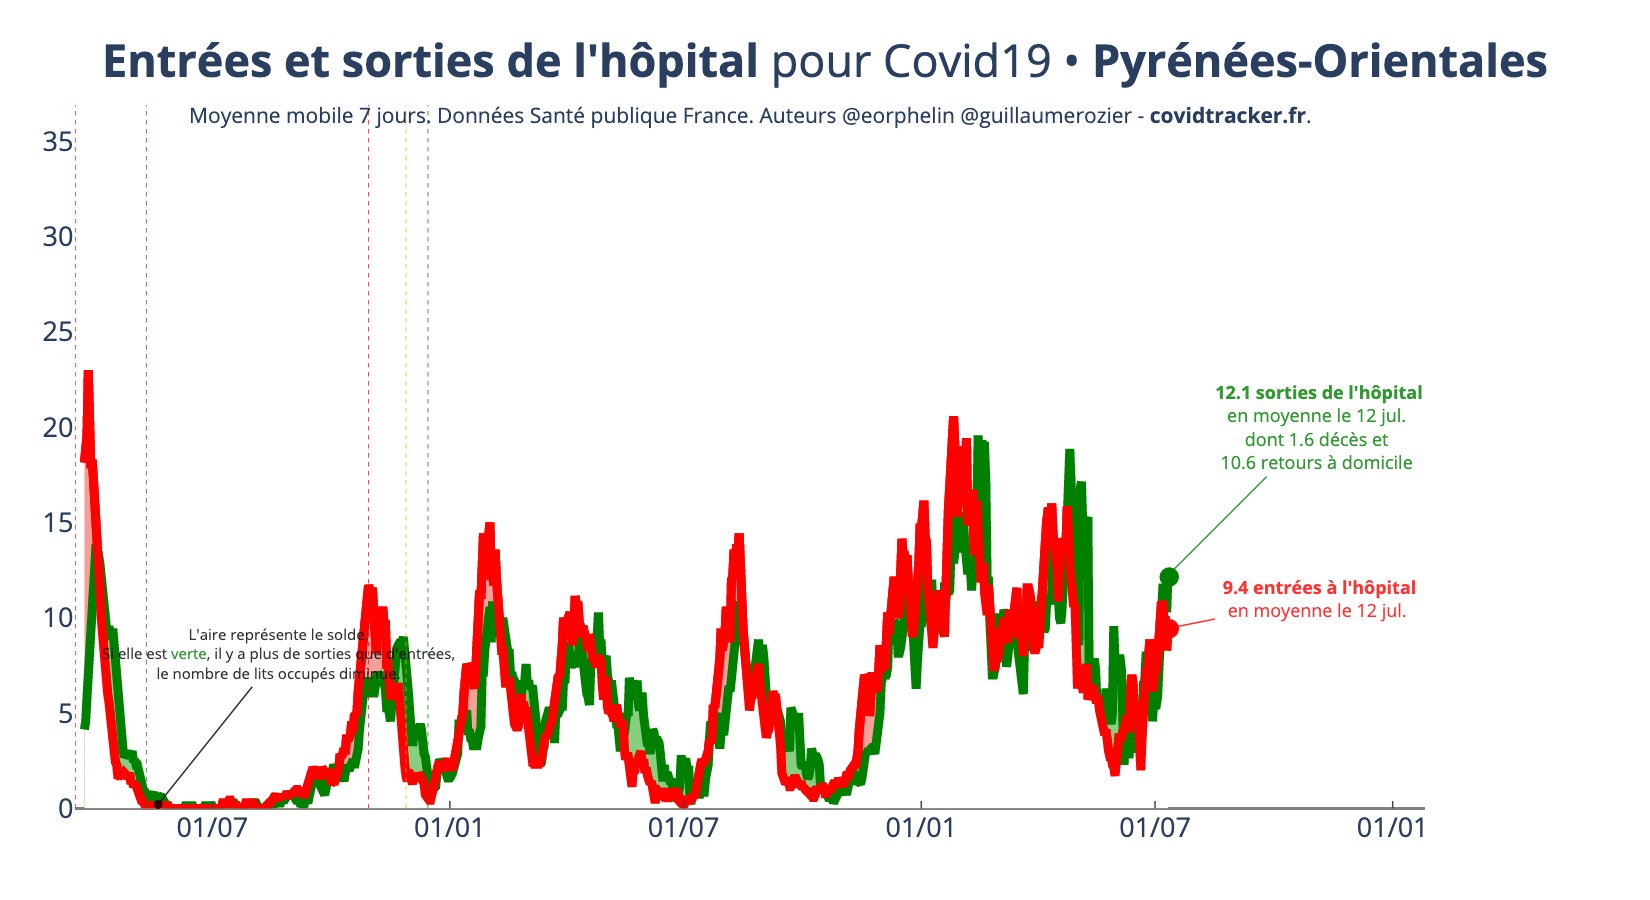 Entrées et sorties de l'hôpital pour Covid19 • Pyrénées-Orientales
Moyenne mobile 7 jours. Données Santé publique France. Auteurs @eorphelin @guillaumerozier - covidtracker.fr.
35
30
25
20
15
10
5
0
12.1 sorties de l'hôpital
en moyenne le 12 jul.
dont 1.6 décès et
10.6 retours à domicile
9.4 entrées à l'hôpital
en moyenne le 12 jul.
L'aire représente le solde.
Si elle est verte, il y a plus de sorties que d'entrées,
le nombre de lits occupés diminue.
01/07
01/01
01/07
01/01
01/07
01/01